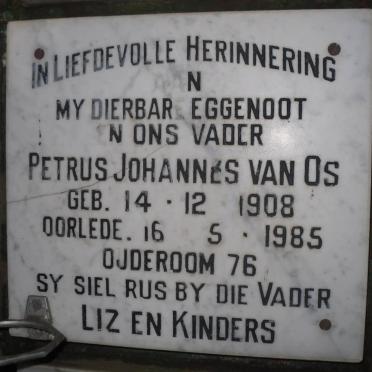 IN LIEFDEVOLLE HERINNERING
N
MY DIERBARE EGGENOOT
N ONS VADER
PETRUS JOHANNES VAN OS
GEB. 14 · 12 1908
OORLEDE. 16 5 · 1985
OUDERDOM 76
SY SIEL RUS BY DIE VADER
LIZ EN KINDERS